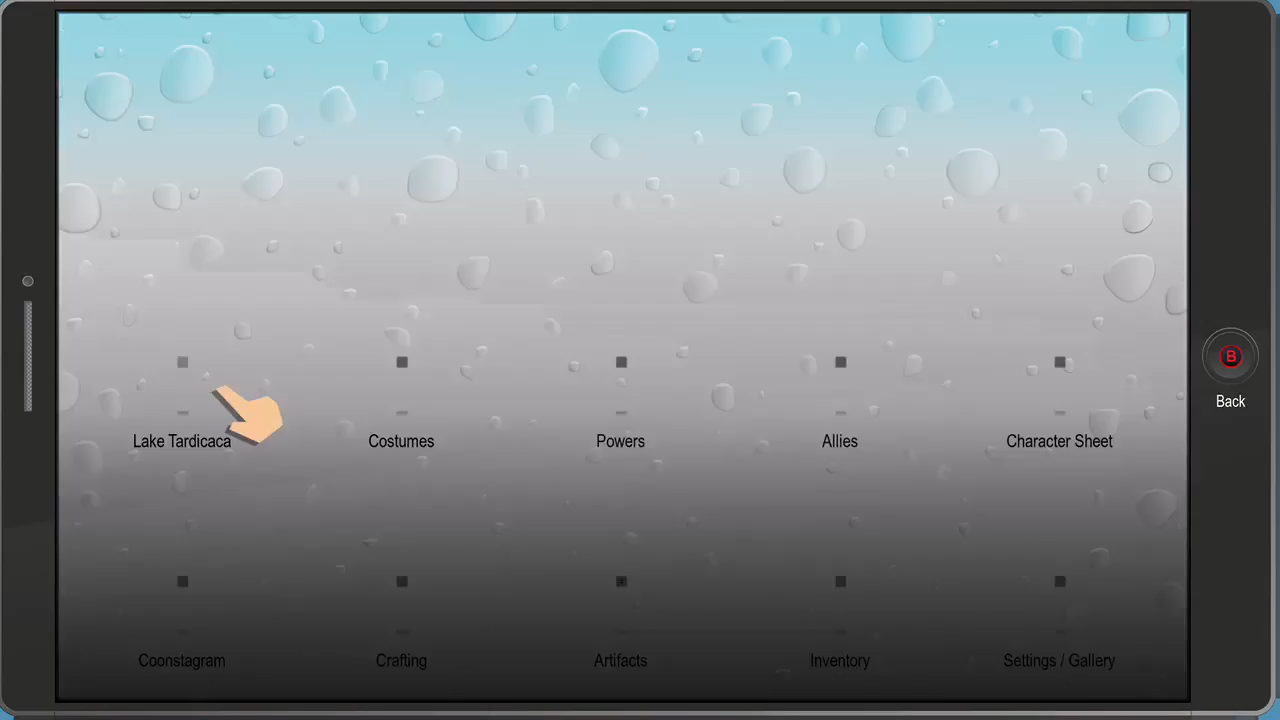 B
Back
Lake Tardicaca
Costumes
Powers
Allies
Character Sheet
Coonstagram
Crafting
Artifacts
Inventory
Settings / Gallery